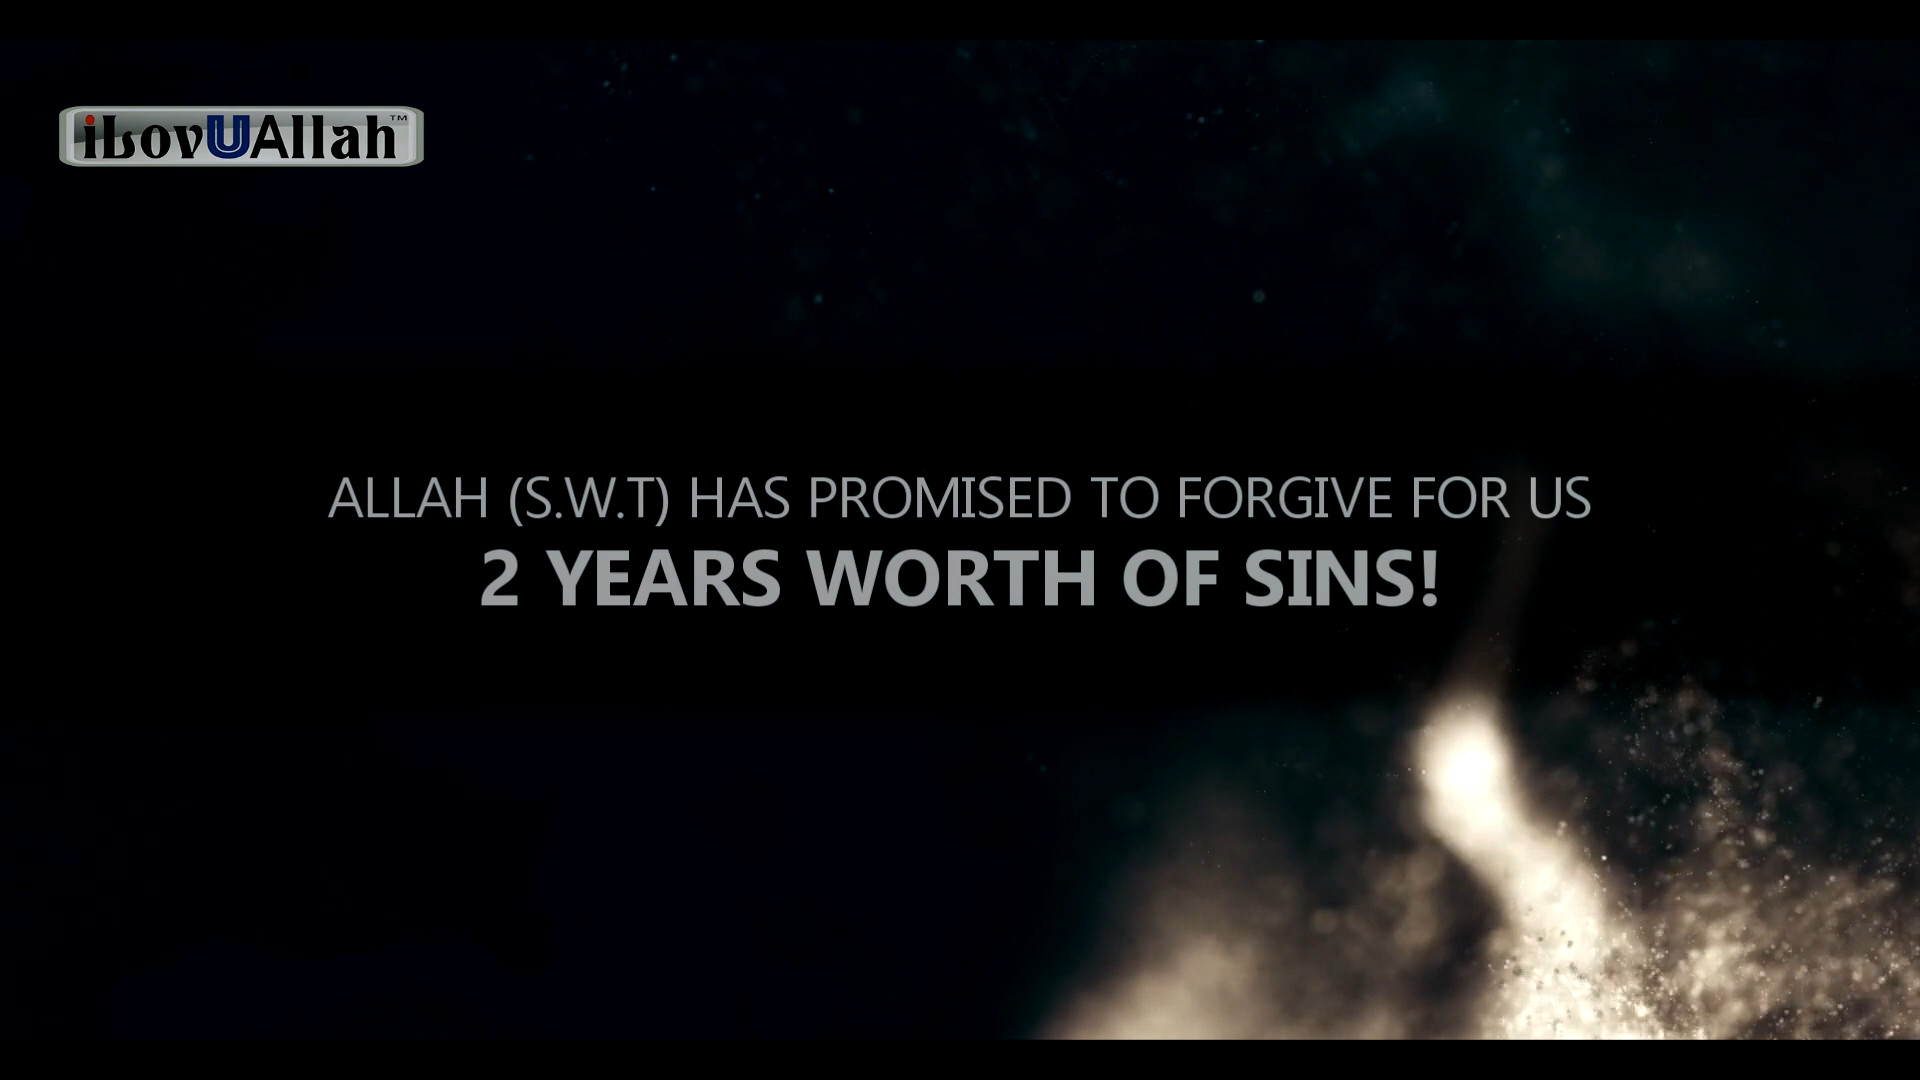 iLovUAllah™
ALLAH (S.W.T) HAS PROMISED TO FORGIVE FOR US
2 YEARS WORTH OF SINS!